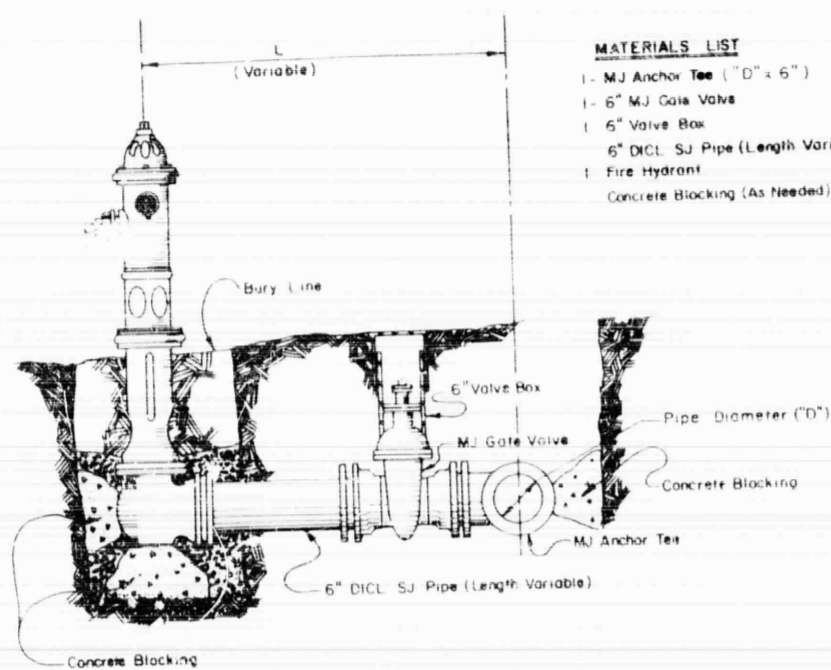 L
(Variable)
MATERIALS LIST
1- MJ Anchor Tee ("D" x 6")
1- 6" MJ Gate Valve
1 6" Valve Box
6" DICL SJ Pipe (Length Vari
1 Fire Hydrant
Concrete Blocking (As Needed)
Bury Line
6" Valve Box
MJ Gate Valve
Pipe Diameter ("D")
Concrete Blocking
MJ Anchor Tee
6" DICL SJ Pipe (Length Variable)
Concrete Blocking